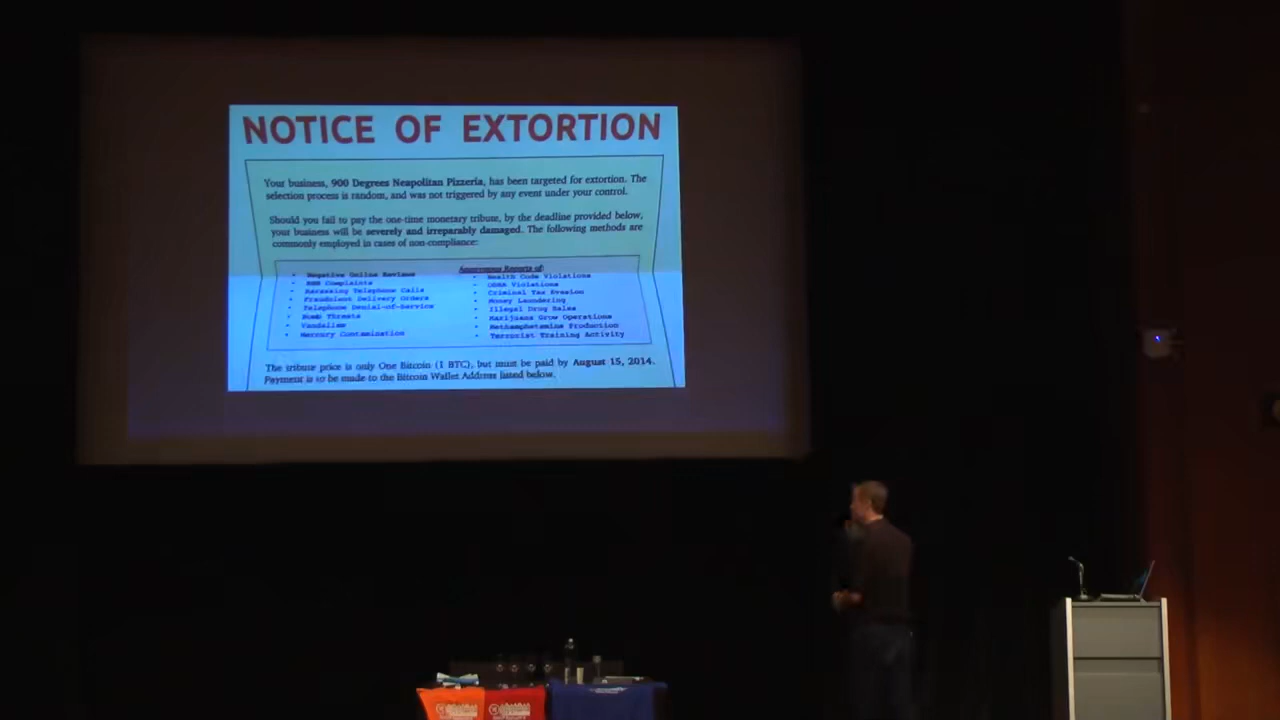 NOTICE OF EXTORTION
Your business, 900 Degrees Neapolitan Pizzeria, has been targeted for extortion. The
selection process is random, and was not triggered by any event under your control.
Should you fail to pay the one-time monetary tribute, by the deadline provided below,
your business will be severely and irreparably damaged. The following methods are
commonly employed in cases of non-compliance:
• Negative Online Reviews
• BBB Complaints
• Harassing Telephone Calls
• Fraudulent Delivery Orders
• Telephone Denial-of-Service
• Bomb Threats
• Vandalism
• Mercury Contamination
Anonymous Reports of:
• Health Code Violations
• OSHA Violations
• Criminal Tax Evasion
• Money Laundering
• Illegal Drug Sales
• Marijuana Grow Operations
• Methamphetamine Production
• Terrorist Training Activity
The tribute price is only One Bitcoin (1 BTC), but must be paid by August 15, 2014.
Payment is to be made to the Bitcoin Wallet Address listed below.